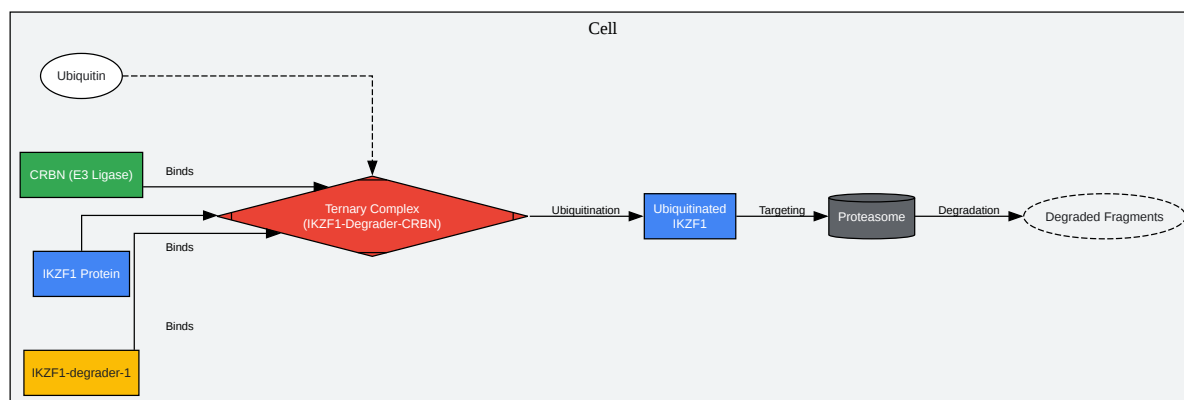 Cell
Ubiquitin
CRBN (E3 Ligase)
Binds
Ternary Complex
(IKZF1-Degrader-CRBN)
Ubiquitination
Ubiquitinated
IKZF1
Targeting
Proteasome
Degradation
Degraded Fragments
Binds
IKZF1 Protein
Binds
IKZF1-degrader-1